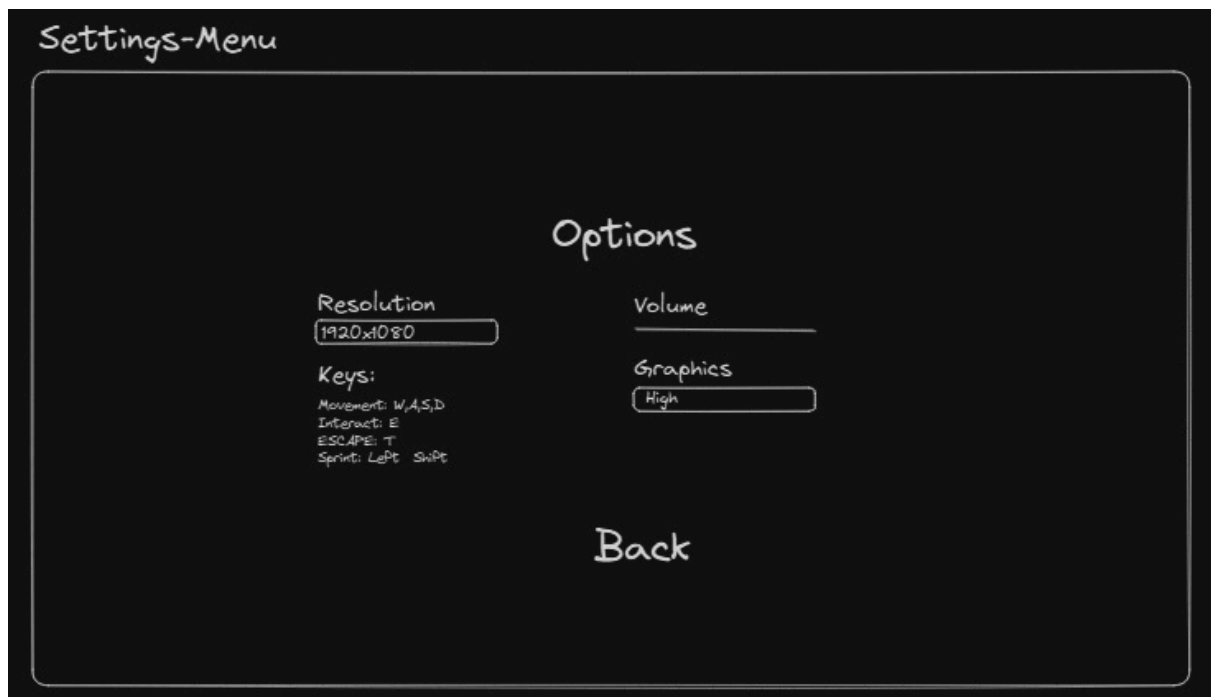 Settings-Menu
Options
Resolution
1920x1080
Keys:
Movement: W,A,S,D
Interact: E
ESCAPE: T
Sprint: Left Shift
Volume
Graphics
High
Back